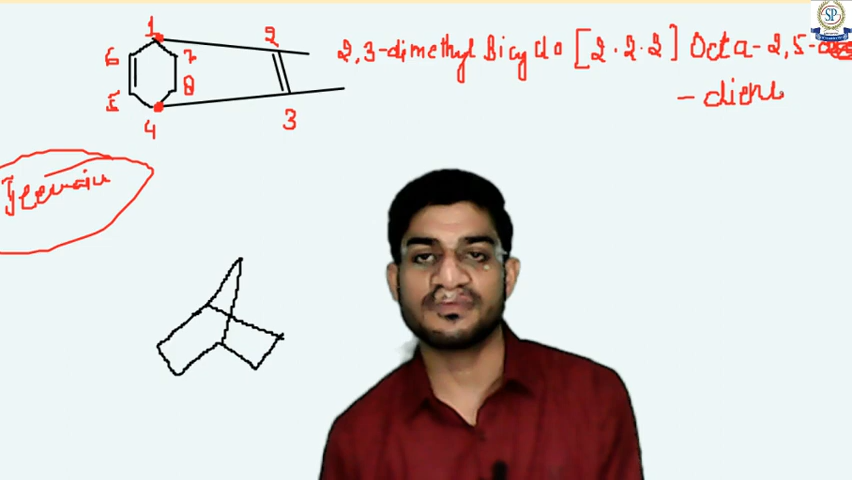 1
2
6
7
2,3-dimethyl Bicyclo [2.2.2] Octa-2,5-
- diene
5
8
4
3
SP